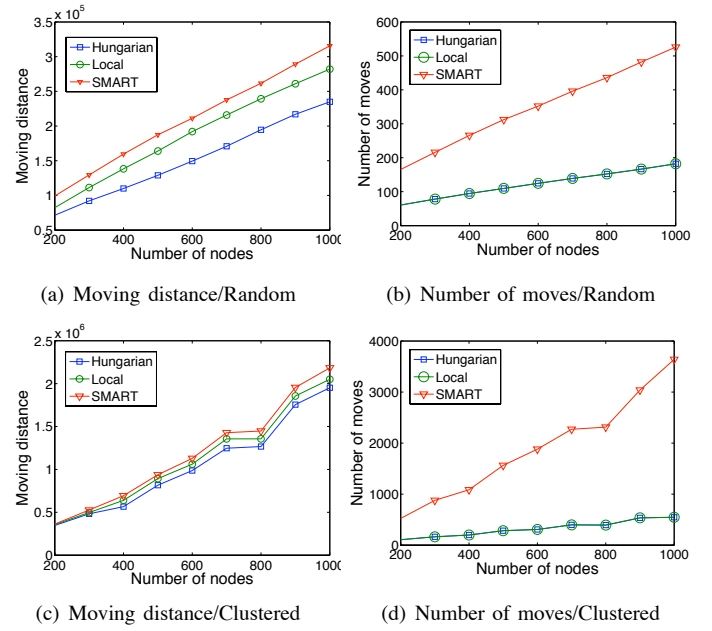 x 10^5
3.5
3
2.5
2
1.5
1
0.5
Moving distance
Hungarian
Local
SMART
200 400 600 800 1000
Number of nodes
(a) Moving distance/Random
600
500
400
300
200
100
0
Number of moves
Hungarian
Local
SMART
200 400 600 800 1000
Number of nodes
(b) Number of moves/Random
x 10^6
2.5
2
1.5
1
0.5
0
Moving distance
Hungarian
Local
SMART
200 400 600 800 1000
Number of nodes
(c) Moving distance/Clustered
4000
3000
2000
1000
0
Number of moves
Hungarian
Local
SMART
200 400 600 800 1000
Number of nodes
(d) Number of moves/Clustered